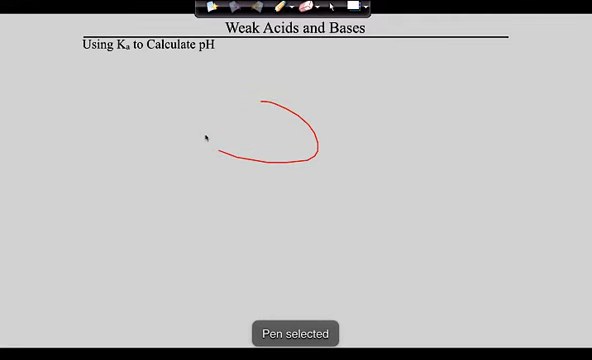 Weak Acids and Bases
Using Kₐ to Calculate pH
Pen selected